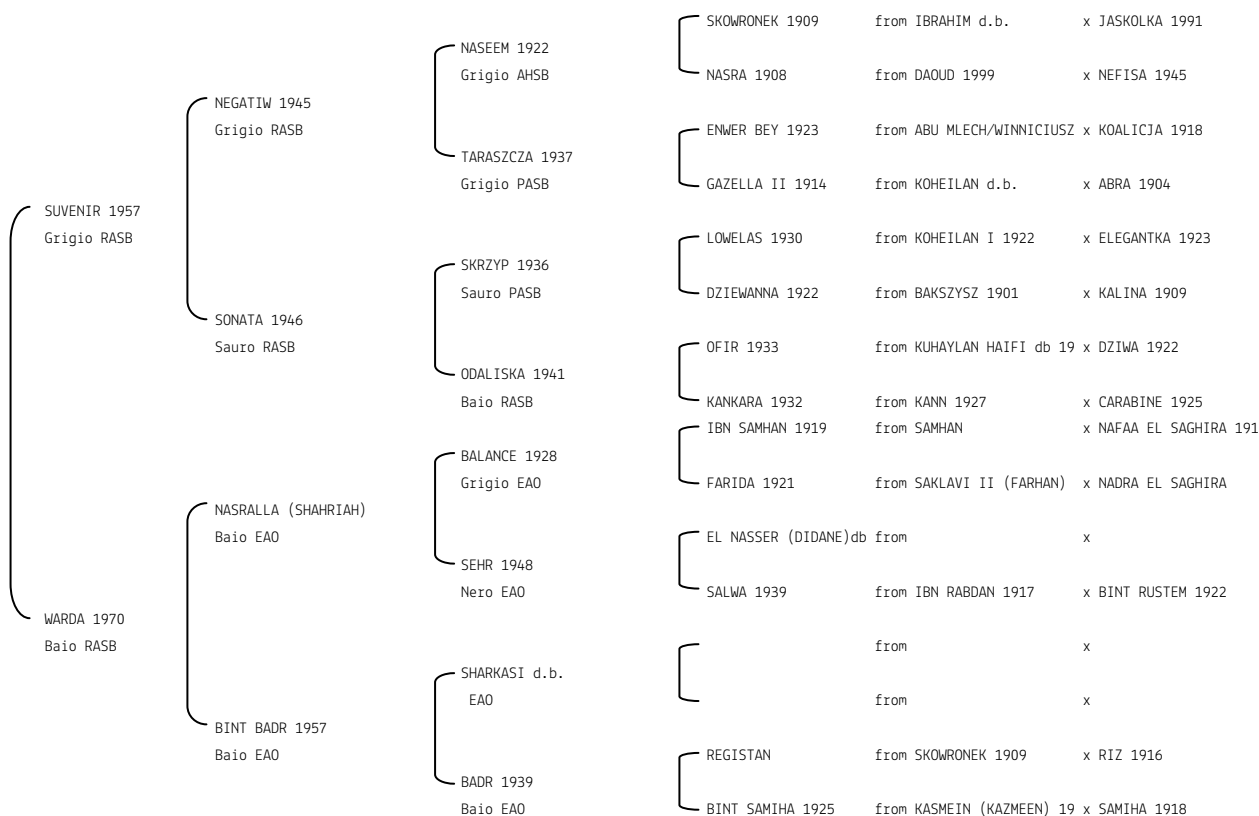 SKOWRONEK 1909 from IBRAHIM d.b. x JASKOLKA 1991
NASEEM 1922
Grigio AHSB
NASRA 1908 from DAOUD 1999 x NEFISA 1945
NEGATIW 1945
Grigio RASB
ENWER BEY 1923 from ABU MLECH/WINNICIUSZ x KOALICJA 1918
TARASZCZA 1937
Grigio PASB
GAZELLA II 1914 from KOHEILAN d.b. x ABRA 1904
SUVENIR 1957
Grigio RASB
LOWELAS 1930 from KOHEILAN I 1922 x ELEGANTKA 1923
SKRZYP 1936
Sauro PASB
DZIEWANNA 1922 from BAKSZYSZ 1901 x KALINA 1909
SONATA 1946
Sauro RASB
OFIR 1933 from KUHAYLAN HAIFI db 19 x DZIWA 1922
ODALISKA 1941
Baio RASB
KANKARA 1932 from KANN 1927 x CARABINE 1925
IBN SAMHAN 1919 from SAMHAN x NAFAA EL SAGHIRA 191
BALANCE 1928
Grigio EAO
FARIDA 1921 from SAKLAVI II (FARHAN) x NADRA EL SAGHIRA
NASRALLA (SHAHRIAH)
Baio EAO
EL NASSER (DIDANE)db from x
SEHR 1948
Nero EAO
SALWA 1939 from IBN RABDAN 1917 x BINT RUSTEM 1922
WARDA 1970
Baio RASB
from x
SHARKASI d.b.
EAO
from x
BINT BADR 1957
Baio EAO
REGISTAN from SKOWRONEK 1909 x RIZ 1916
BADR 1939
Baio EAO
BINT SAMIHA 1925 from KASMEIN (KAZMEEN) 19 x SAMIHA 1918